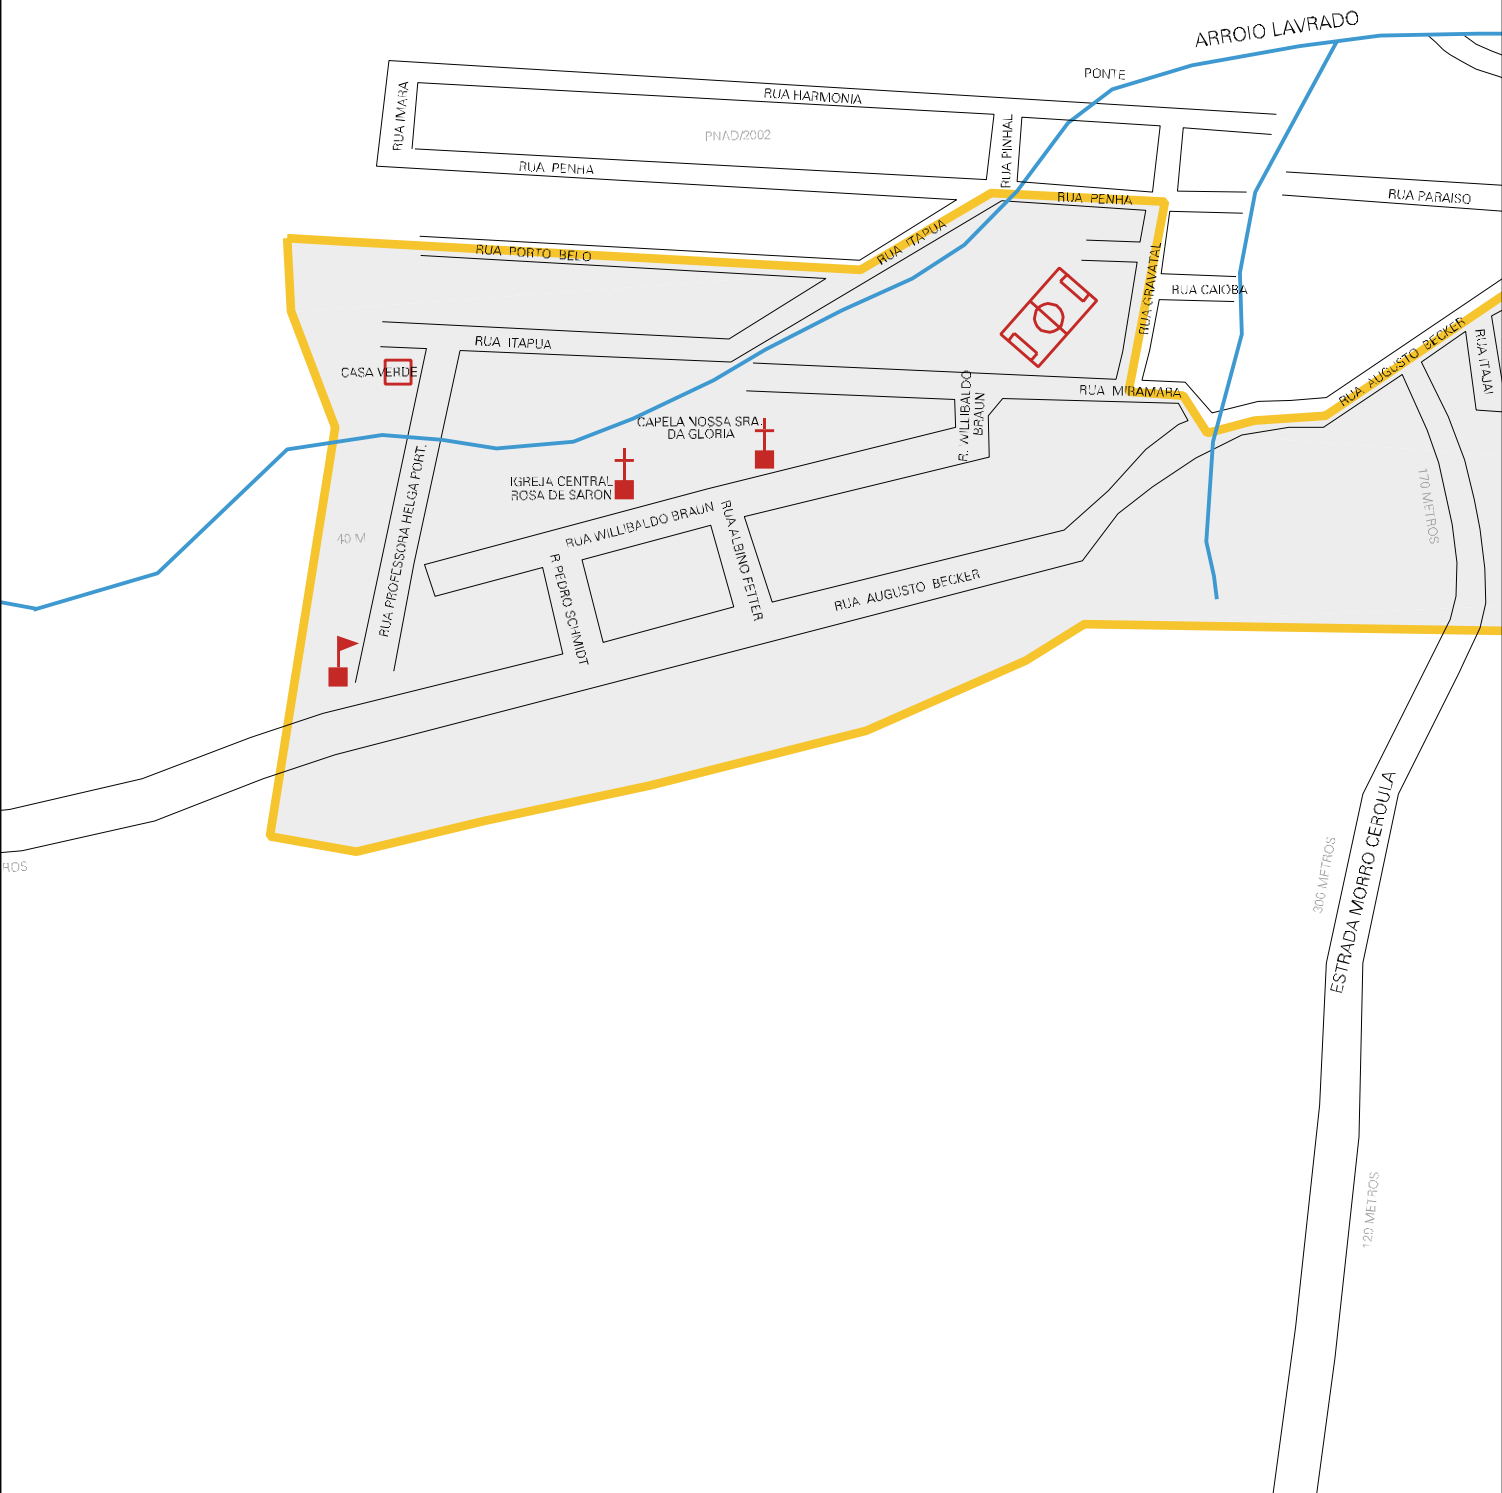 ARROIO LAVRADO
PONTE
RUA HARMONIA
RUA IMARA
PNAD/2002
RUA PINHAL
RUA PENHA
RUA PENHA
RUA PARAISO
RUA ITAPUA
RUA PORTO BELO
RUA GRAVATAL
RUA CAIOBA
RUA ITAPUA
CASA VERDE
RUA AUGUSTO BECKER
RUA ITAJAI
RUA MIRAMARA
R. WILLIBALDO
BRAUN
CAPELA NOSSA SRA.
DA GLORIA
IGREJA CENTRAL
ROSA DE SARON
170 METROS
RUA WILLIBALDO BRAUN
RUA ALBINO FETTER
40 M
RUA PROFESSORA HELGA PORT.
R PEDRO SCHMIDT
RUA AUGUSTO BECKER
ROS
300 METROS
ESTRADA MORRO CEROULA
120 METROS